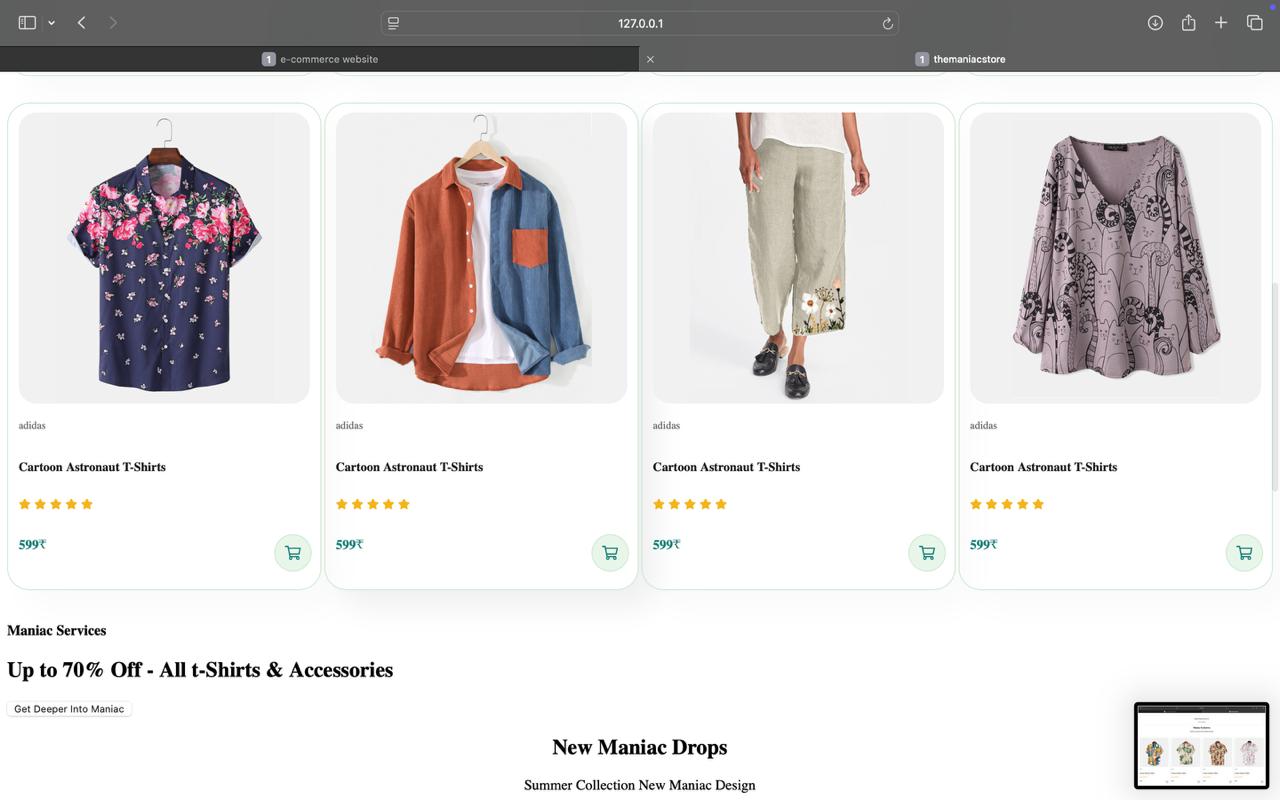 127.0.0.1
1 e-commerce website
1 themaniacstore
adidas
Cartoon Astronaut T-Shirts
599₹
adidas
Cartoon Astronaut T-Shirts
599₹
adidas
Cartoon Astronaut T-Shirts
599₹
adidas
Cartoon Astronaut T-Shirts
599₹
Maniac Services
Up to 70% Off - All t-Shirts & Accessories
Get Deeper Into Maniac
New Maniac Drops
Summer Collection New Maniac Design